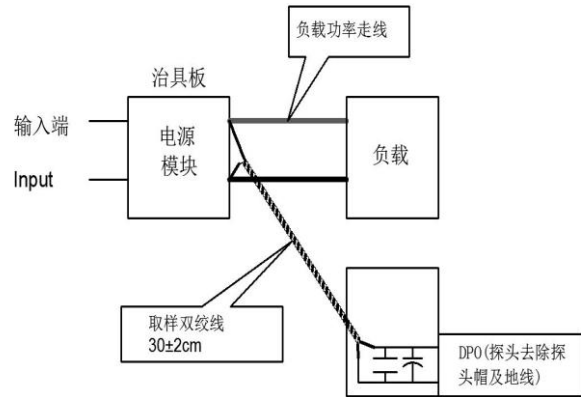 负载功率走线
治具板
输入端
Input
电源
模块
负载
取样双绞线
30±2cm
DPO(探头去除探
头帽及地线)